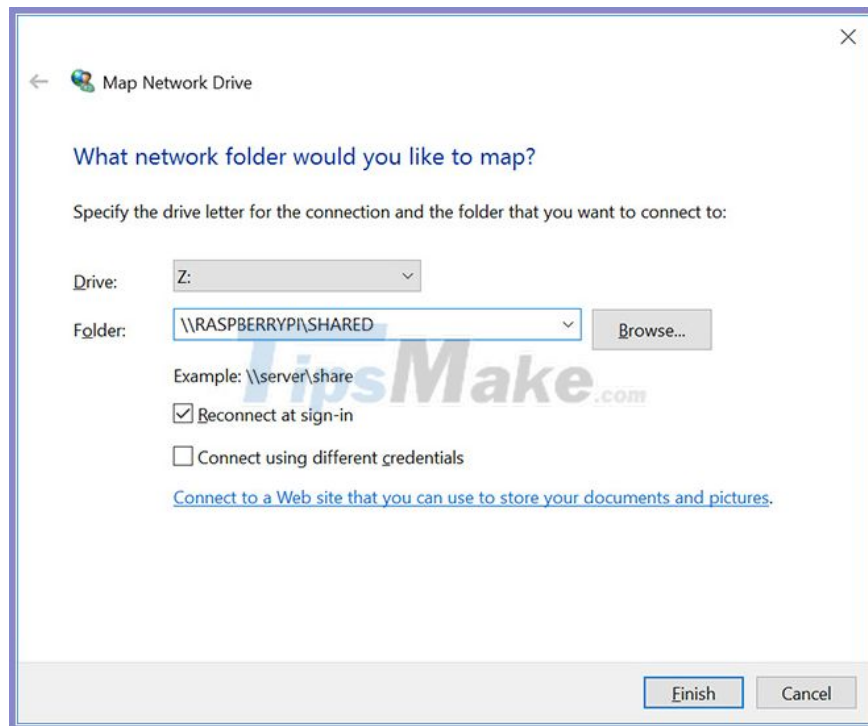 Map Network Drive
What network folder would you like to map?
Specify the drive letter for the connection and the folder that you want to connect to:
Drive: Z:
Folder: \\RASPBERRYPI\SHARED Browse...
TipsMake.com
Example: \\server\share
Reconnect at sign-in
Connect using different credentials
Connect to a Web site that you can use to store your documents and pictures.
Finish Cancel